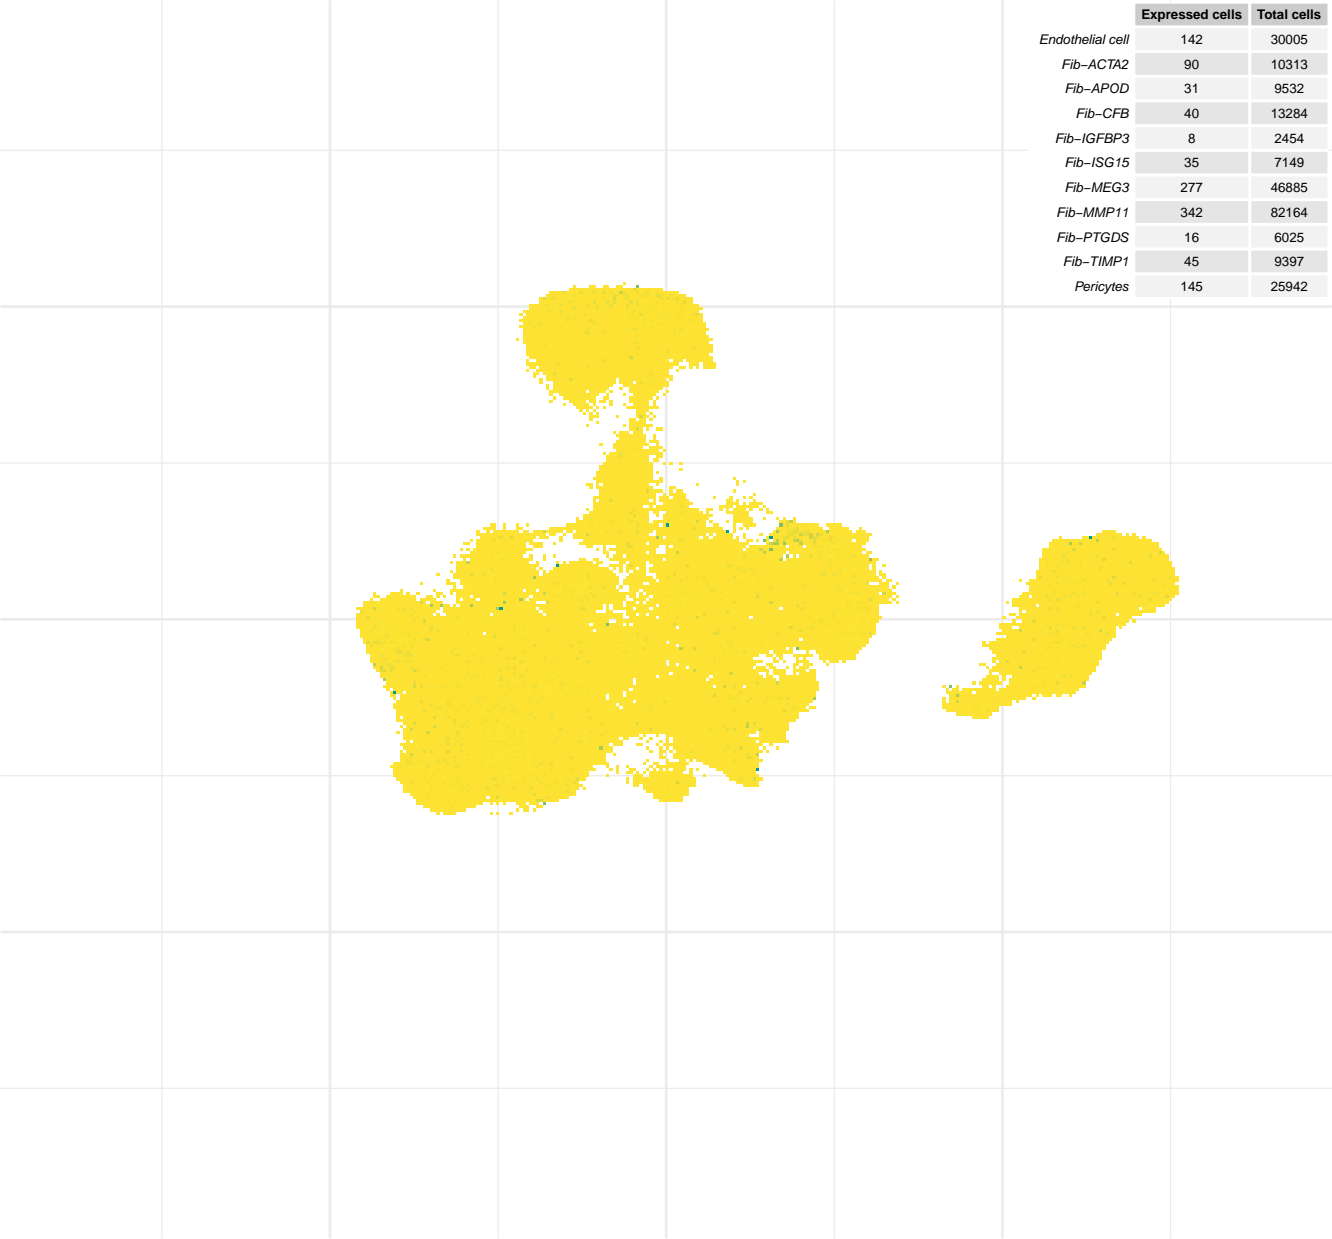 Expressed cells Total cells
Endothelial cell 142 30005
Fib−ACTA2 90 10313
Fib−APOD 31 9532
Fib−CFB 40 13284
Fib−IGFBP3 8 2454
Fib−ISG15 35 7149
Fib−MEG3 277 46885
Fib−MMP11 342 82164
Fib−PTGDS 16 6025
Fib−TIMP1 45 9397
Pericytes 145 25942